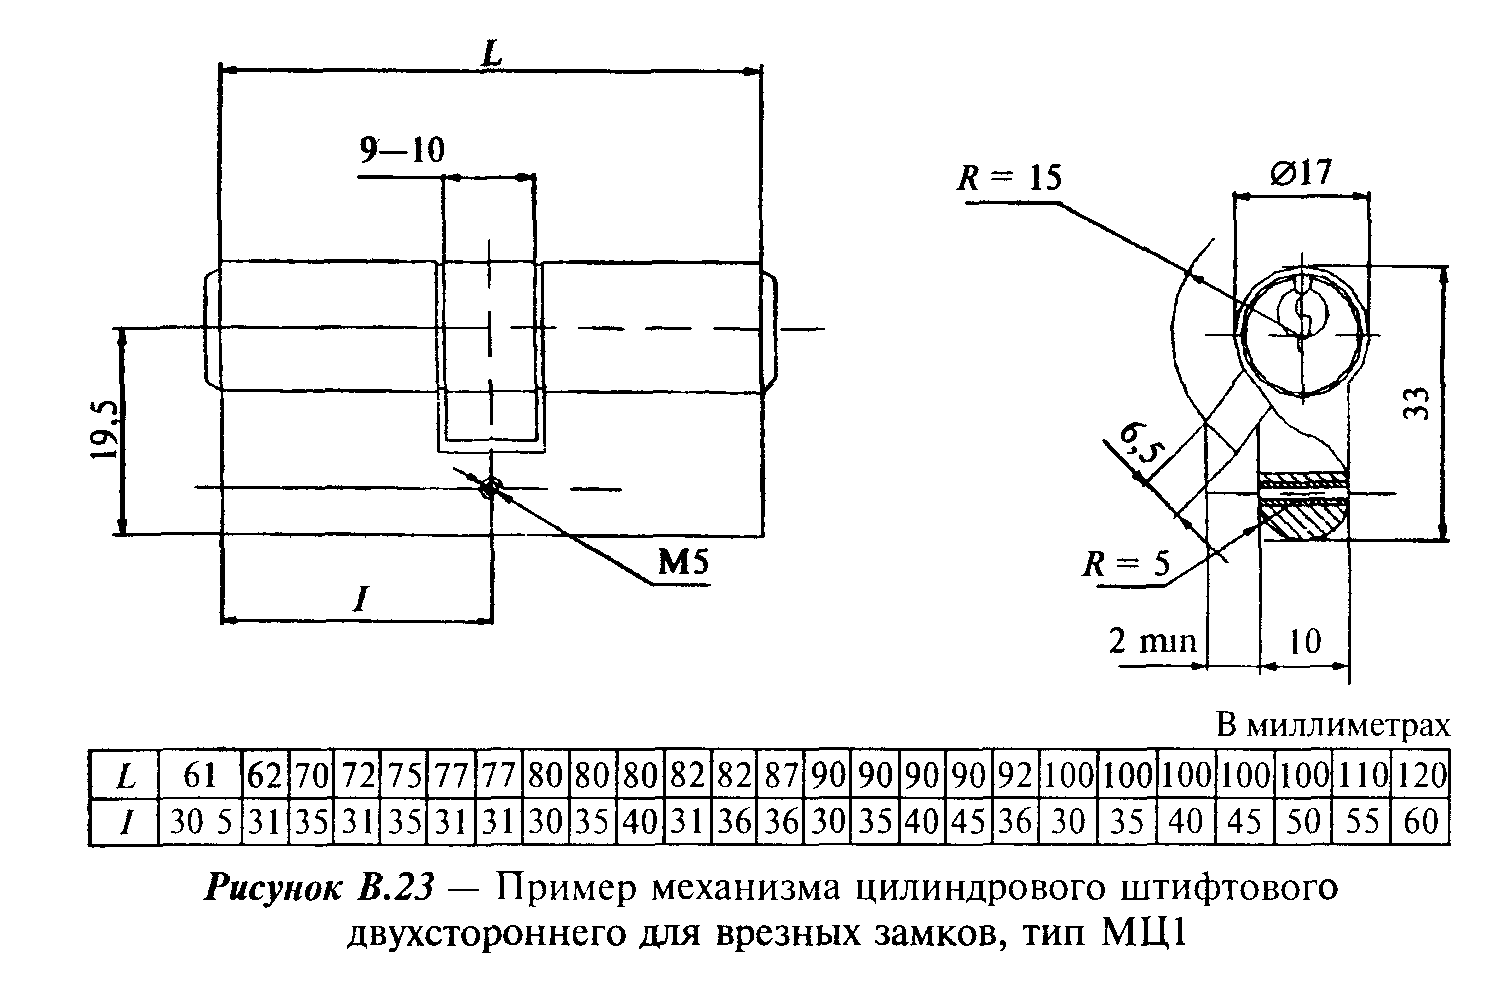 L
9—10
R = 15
⌀17
19,5
6,5
33
M5
R = 5
l
2 min
10
В миллиметрах
L 61 62 70 72 75 77 77 80 80 80 82 82 87 90 90 90 90 92 100 100 100 100 100 110 120
l 30 5 31 35 31 35 31 31 30 35 40 31 36 36 30 35 40 45 36 30 35 40 45 50 55 60
Рисунок В.23 — Пример механизма цилиндрового штифтового
двухстороннего для врезных замков, тип МЦ1